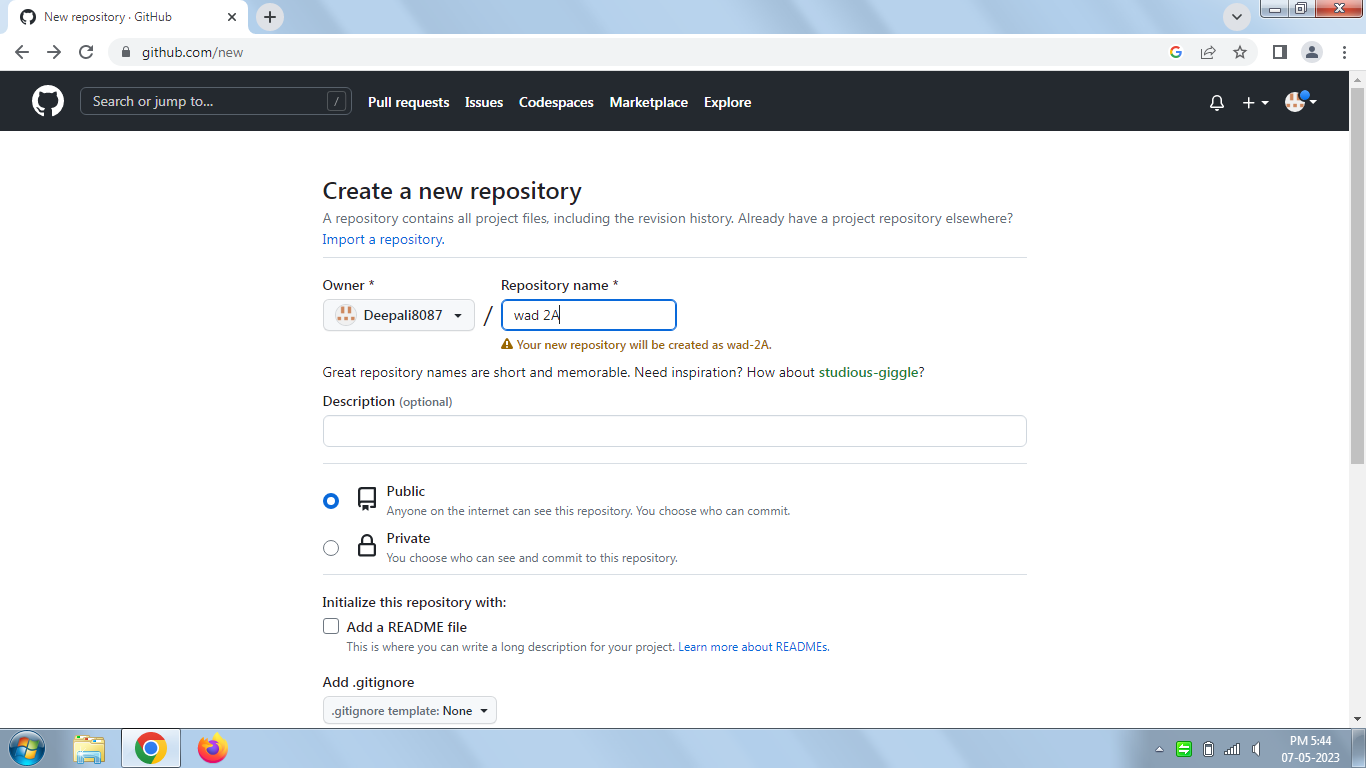 New repository · GitHub
github.com/new
Search or jump to... / Pull requests Issues Codespaces Marketplace Explore
Create a new repository
A repository contains all project files, including the revision history. Already have a project repository elsewhere?
Import a repository.
Owner * Repository name *
Deepali8087 / wad 2A
Your new repository will be created as wad-2A.
Great repository names are short and memorable. Need inspiration? How about studious-giggle?
Description (optional)
Public
Anyone on the internet can see this repository. You choose who can commit.
Private
You choose who can see and commit to this repository.
Initialize this repository with:
Add a README file
This is where you can write a long description for your project. Learn more about READMEs.
Add .gitignore
.gitignore template: None
PM 5:44
07-05-2023